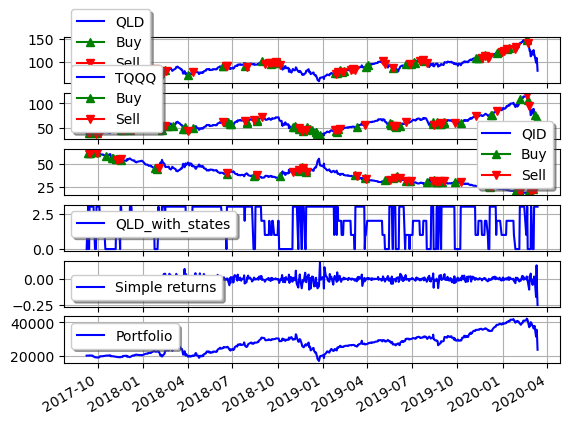 QLD
Buy
Sell
150
100
TQQQ
Buy
Sell
100
50
QID
Buy
Sell
50
25
QLD_with_states
2.5
0.0
Simple returns
0.00
−0.25
Portfolio
40000
20000
2017-10
2018-01
2018-04
2018-07
2018-10
2019-01
2019-04
2019-07
2019-10
2020-01
2020-04